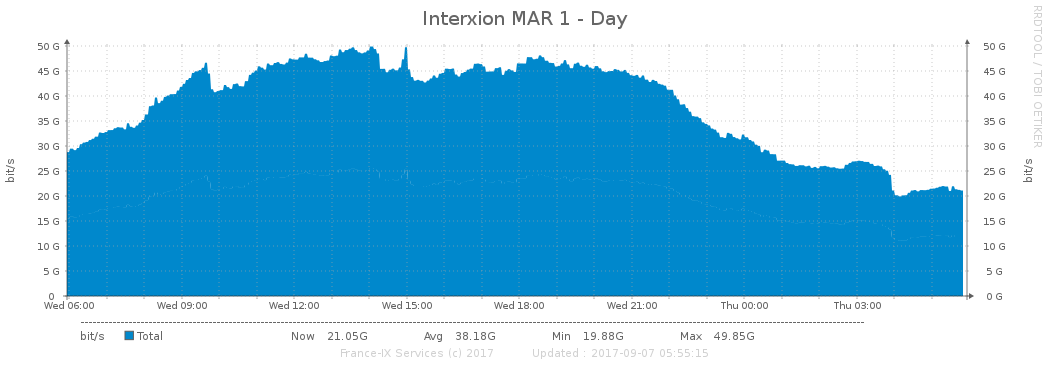 Interxion MAR 1 - Day
RRDTOOL / TOBI OETIKER
bit/s
50 G 50 G
45 G 45 G
40 G 40 G
35 G 35 G
30 G 30 G
25 G 25 G
20 G 20 G
15 G 15 G
10 G 10 G
5 G 5 G
0 0 G
bit/s
Wed 06:00 Wed 09:00 Wed 12:00 Wed 15:00 Wed 18:00 Wed 21:00 Thu 00:00 Thu 03:00
bit/s Total Now 21.05G Avg 38.18G Min 19.88G Max 49.85G
France-IX Services (c) 2017 Updated : 2017-09-07 05:55:15